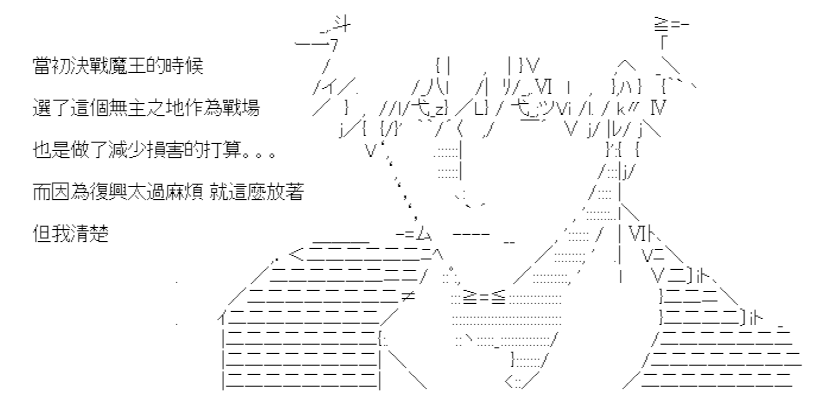 當初決戰魔王的時候
選了這個無主之地作為戰場
也是做了減少損害的打算。。。
而因為復興太過麻煩 就這麼放著
但我清楚